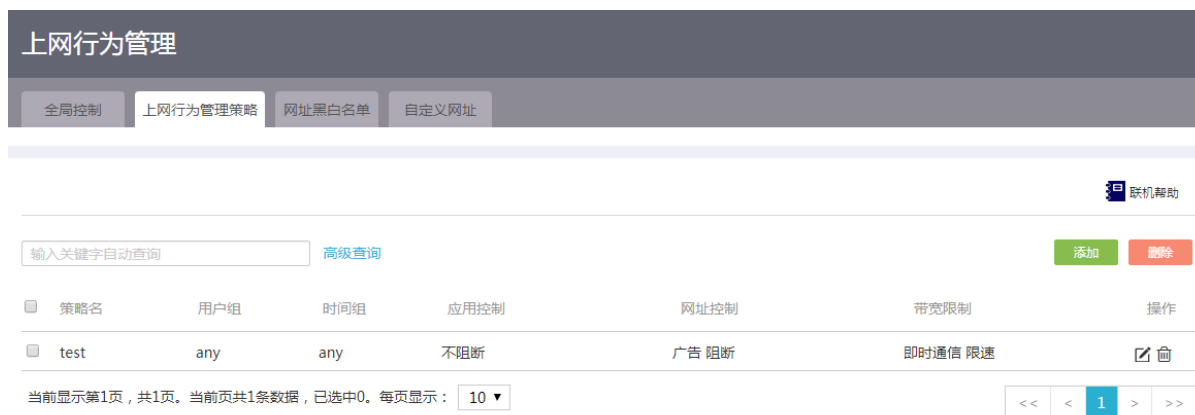 上网行为管理
全局控制 上网行为管理策略 网址黑白名单 自定义网址
联机帮助
输入关键字自动查询 高级查询 添加 删除
策略名 用户组 时间组 应用控制 网址控制 带宽限制 操作
test any any 不阻断 广告 阻断 即时通信 限速
当前显示第1页，共1页。当前页共1条数据，已选中0。每页显示： 10 ▼ << < 1 > >>